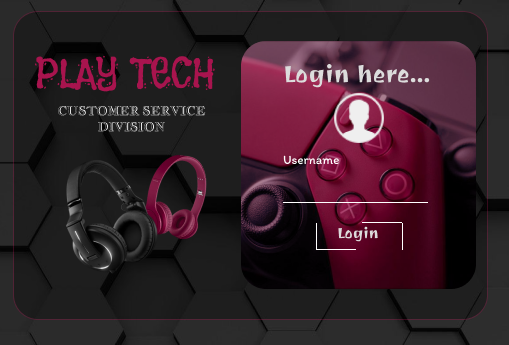 PLAY TECH
CUSTOMER SERVICE
DIVISION
Login here...
Username
Login